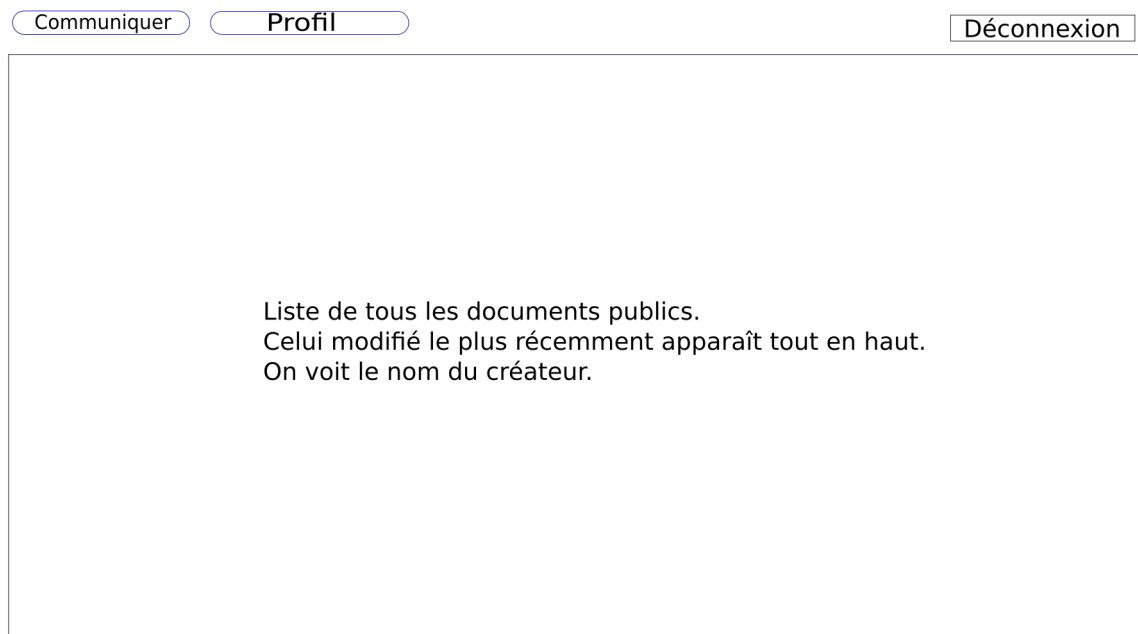 Communiquer
Profil
Déconnexion
Liste de tous les documents publics.
Celui modifié le plus récemment apparaît tout en haut.
On voit le nom du créateur.